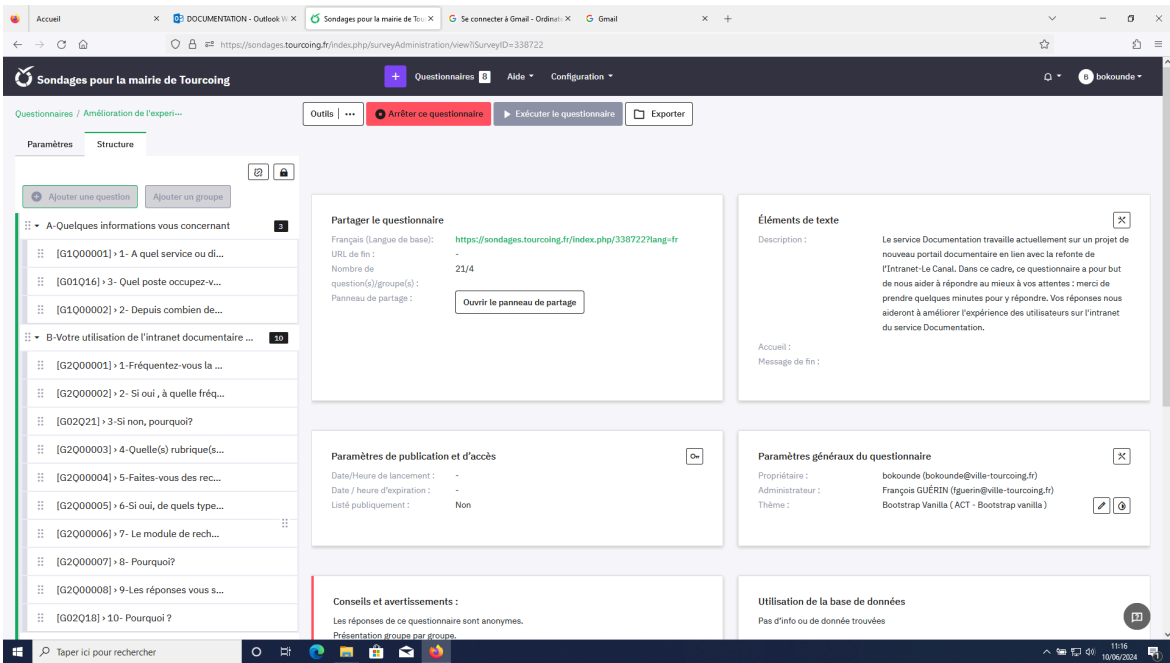 Accueil
DOCUMENTATION - Outlook W
Sondages pour la mairie de Tou
Se connecter à Gmail - Ordinate
Gmail
https://sondages.tourcoing.fr/index.php/surveyAdministration/view?iSurveyID=338722
Sondages pour la mairie de Tourcoing
Questionnaires 8 Aide Configuration
B bokounde
Questionnaires / Amélioration de l'experi...
Outils ... Arrêter ce questionnaire Exécuter le questionnaire Exporter
Paramètres Structure
Ajouter une question Ajouter un groupe
A-Quelques informations vous concernant 3
[G1Q00001] › 1- A quel service ou di...
[G01Q16] › 3- Quel poste occupez-v...
[G1Q00002] › 2- Depuis combien de...
B-Votre utilisation de l'intranet documentaire ... 10
[G2Q00001] › 1-Fréquentez-vous la ...
[G2Q00002] › 2- Si oui , à quelle fréq...
[G02Q21] › 3-Si non, pourquoi?
[G2Q00003] › 4-Quelle(s) rubrique(s...
[G2Q00004] › 5-Faites-vous des rec...
[G2Q00005] › 6-Si oui, de quels type...
[G2Q00006] › 7- Le module de rech...
[G2Q00007] › 8- Pourquoi?
[G2Q00008] › 9-Les réponses vous s...
[G02Q18] › 10- Pourquoi ?
Partager le questionnaire
Français (Langue de base): https://sondages.tourcoing.fr/index.php/338722?lang=fr
URL de fin : -
Nombre de 21/4
question(s)/groupe(s) :
Panneau de partage : Ouvrir le panneau de partage
Éléments de texte
Description : Le service Documentation travaille actuellement sur un projet de
nouveau portail documentaire en lien avec la refonte de
l'Intranet-Le Canal. Dans ce cadre, ce questionnaire a pour but
de nous aider à répondre au mieux à vos attentes : merci de
prendre quelques minutes pour y répondre. Vos réponses nous
aideront à améliorer l'expérience des utilisateurs sur l'intranet
du service Documentation.
Accueil :
Message de fin :
Paramètres de publication et d'accès
Date/Heure de lancement : -
Date / heure d'expiration : -
Listé publiquement : Non
Paramètres généraux du questionnaire
Propriétaire : bokounde (bokounde@ville-tourcoing.fr)
Administrateur : François GUÉRIN (fguerin@ville-tourcoing.fr)
Thème : Bootstrap Vanilla ( ACT - Bootstrap vanilla )
Conseils et avertissements :
Les réponses de ce questionnaire sont anonymes.
Présentation groupe par groupe.
Utilisation de la base de données
Pas d'info ou de donnée trouvées
Taper ici pour rechercher
11:16
10/06/2024